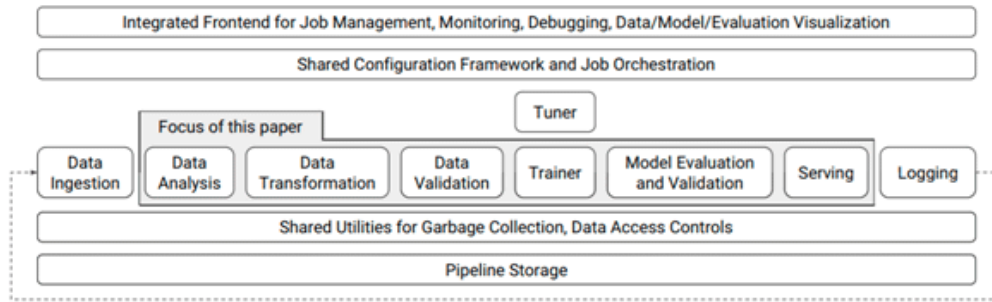 Integrated Frontend for Job Management, Monitoring, Debugging, Data/Model/Evaluation Visualization
Shared Configuration Framework and Job Orchestration
Tuner
Focus of this paper
Data
Ingestion
Data
Analysis
Data
Transformation
Data
Validation
Trainer
Model Evaluation
and Validation
Serving
Logging
Shared Utilities for Garbage Collection, Data Access Controls
Pipeline Storage